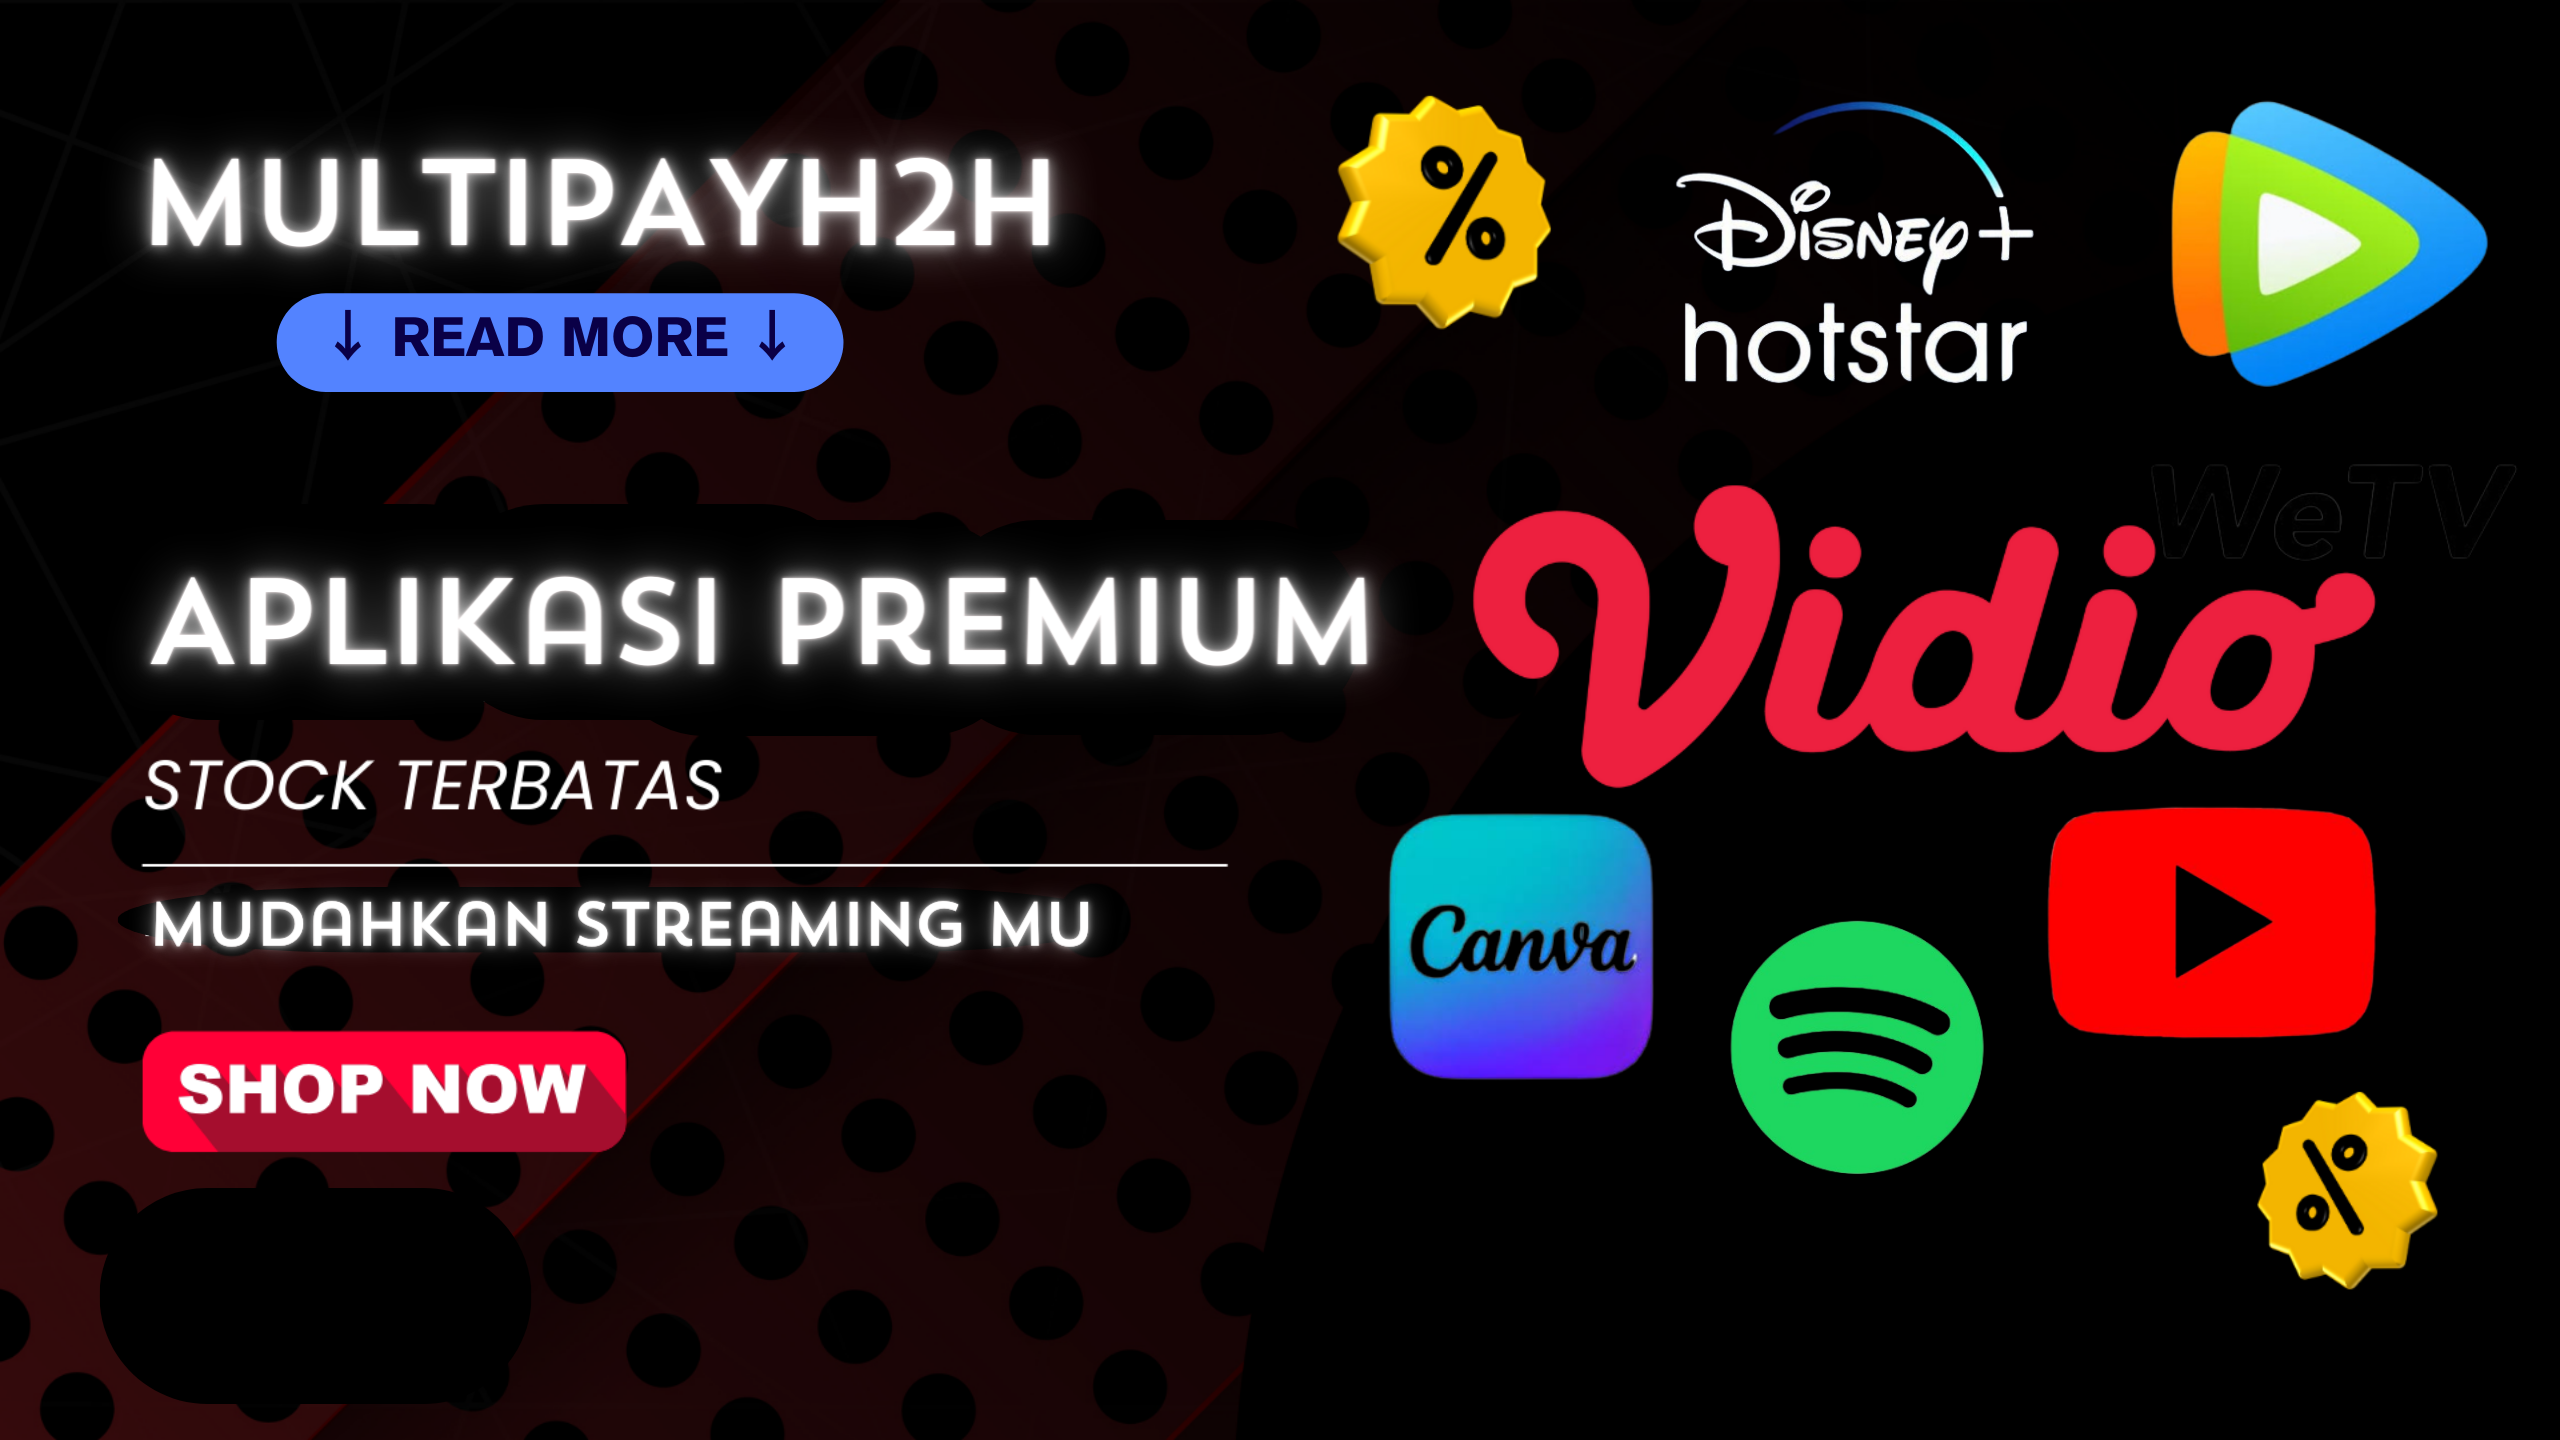 MULTIPAYH2H
↓ READ MORE ↓
APLIKASI PREMIUM
STOCK TERBATAS
MUDAHKAN STREAMING MU
SHOP NOW
%
Disney+
hotstar
WeTV
Vidio
Canva
%